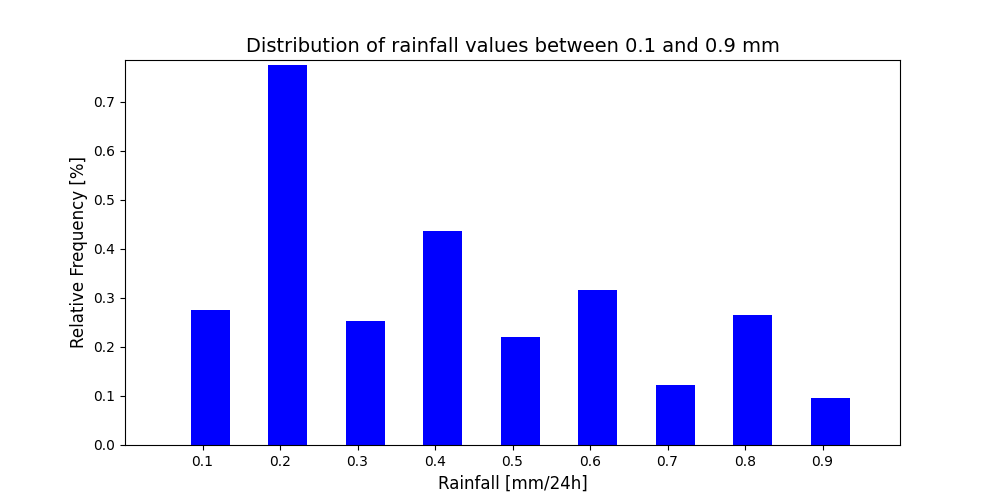 Distribution of rainfall values between 0.1 and 0.9 mm
Relative Frequency [%]
0.7
0.6
0.5
0.4
0.3
0.2
0.1
0.0
0.1 0.2 0.3 0.4 0.5 0.6 0.7 0.8 0.9
Rainfall [mm/24h]